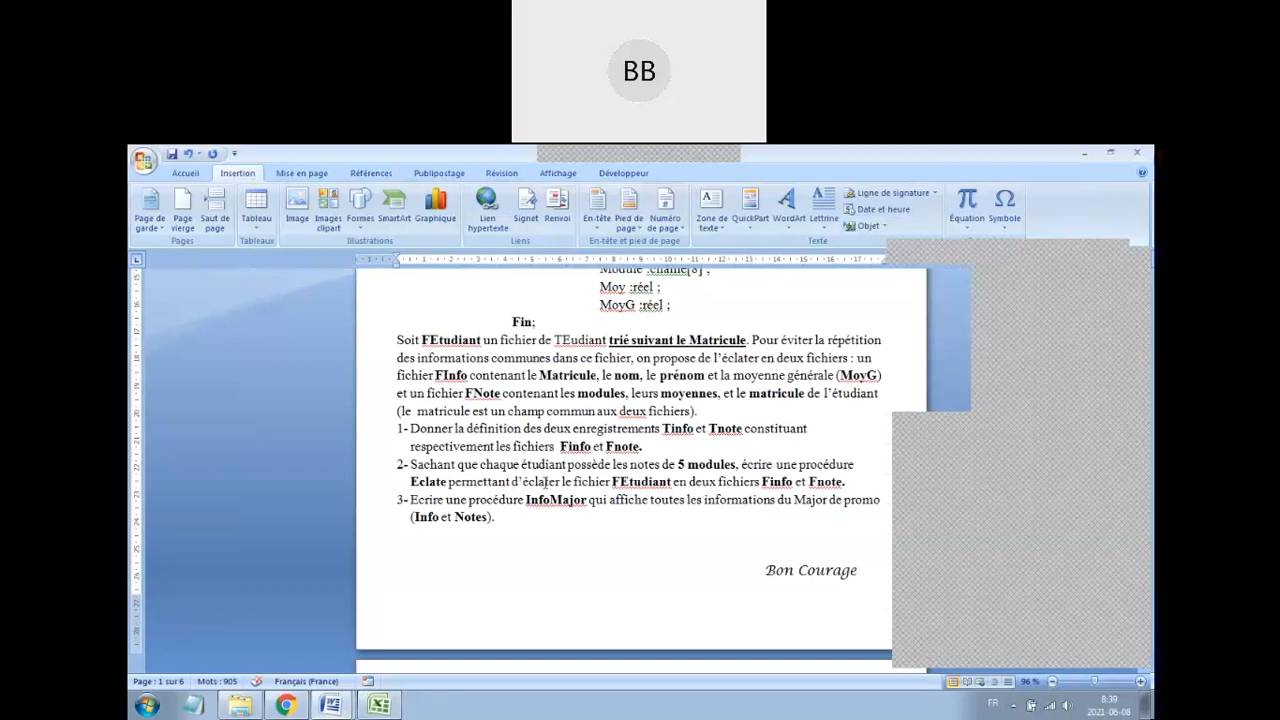 BB
Accueil Insertion Mise en page Références Publipostage Révision Affichage Développeur
Page de garde Page vierge Saut de page Tableau Image Images clipart Formes SmartArt Graphique Lien hypertexte Signet Renvoi En-tête Pied de page Numéro de page Zone de texte QuickPart WordArt Lettrine Ligne de signature Date et heure Objet Équation Symbole
Pages Tableaux Illustrations Liens En-tête et pied de page Texte
Module :chaine[8] ;
Moy :réel ;
MoyG :réel ;
Fin;
Soit FEtudiant un fichier de TEudiant trié suivant le Matricule. Pour éviter la répétition
des informations communes dans ce fichier, on propose de l'éclater en deux fichiers : un
fichier FInfo contenant le Matricule, le nom, le prénom et la moyenne générale (MoyG)
et un fichier FNote contenant les modules, leurs moyennes, et le matricule de l'étudiant
(le matricule est un champ commun aux deux fichiers).
1- Donner la définition des deux enregistrements Tinfo et Tnote constituant
respectivement les fichiers Finfo et Fnote.
2- Sachant que chaque étudiant possède les notes de 5 modules, écrire une procédure
Eclate permettant d'éclater le fichier FEtudiant en deux fichiers Finfo et Fnote.
3- Ecrire une procédure InfoMajor qui affiche toutes les informations du Major de promo
(Info et Notes).
Bon Courage
Page : 1 sur 6 Mots : 905 Français (France) 96 %
FR 8:39
2021-06-08